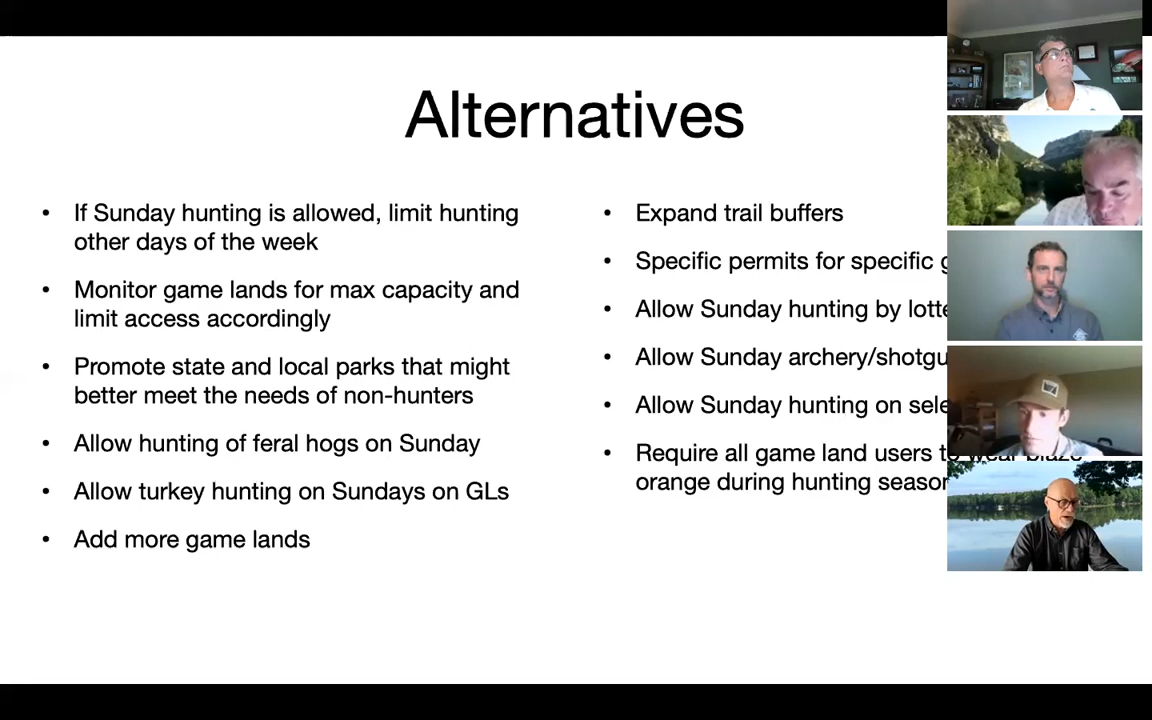 Alternatives
• If Sunday hunting is allowed, limit hunting
other days of the week
• Monitor game lands for max capacity and
limit access accordingly
• Promote state and local parks that might
better meet the needs of non-hunters
• Allow hunting of feral hogs on Sunday
• Allow turkey hunting on Sundays on GLs
• Add more game lands
• Expand trail buffers
• Specific permits for specific
• Allow Sunday hunting by
• Allow Sunday
• Allow Sunday hunting on
• Require all game land users to wear blaze
orange during hunting